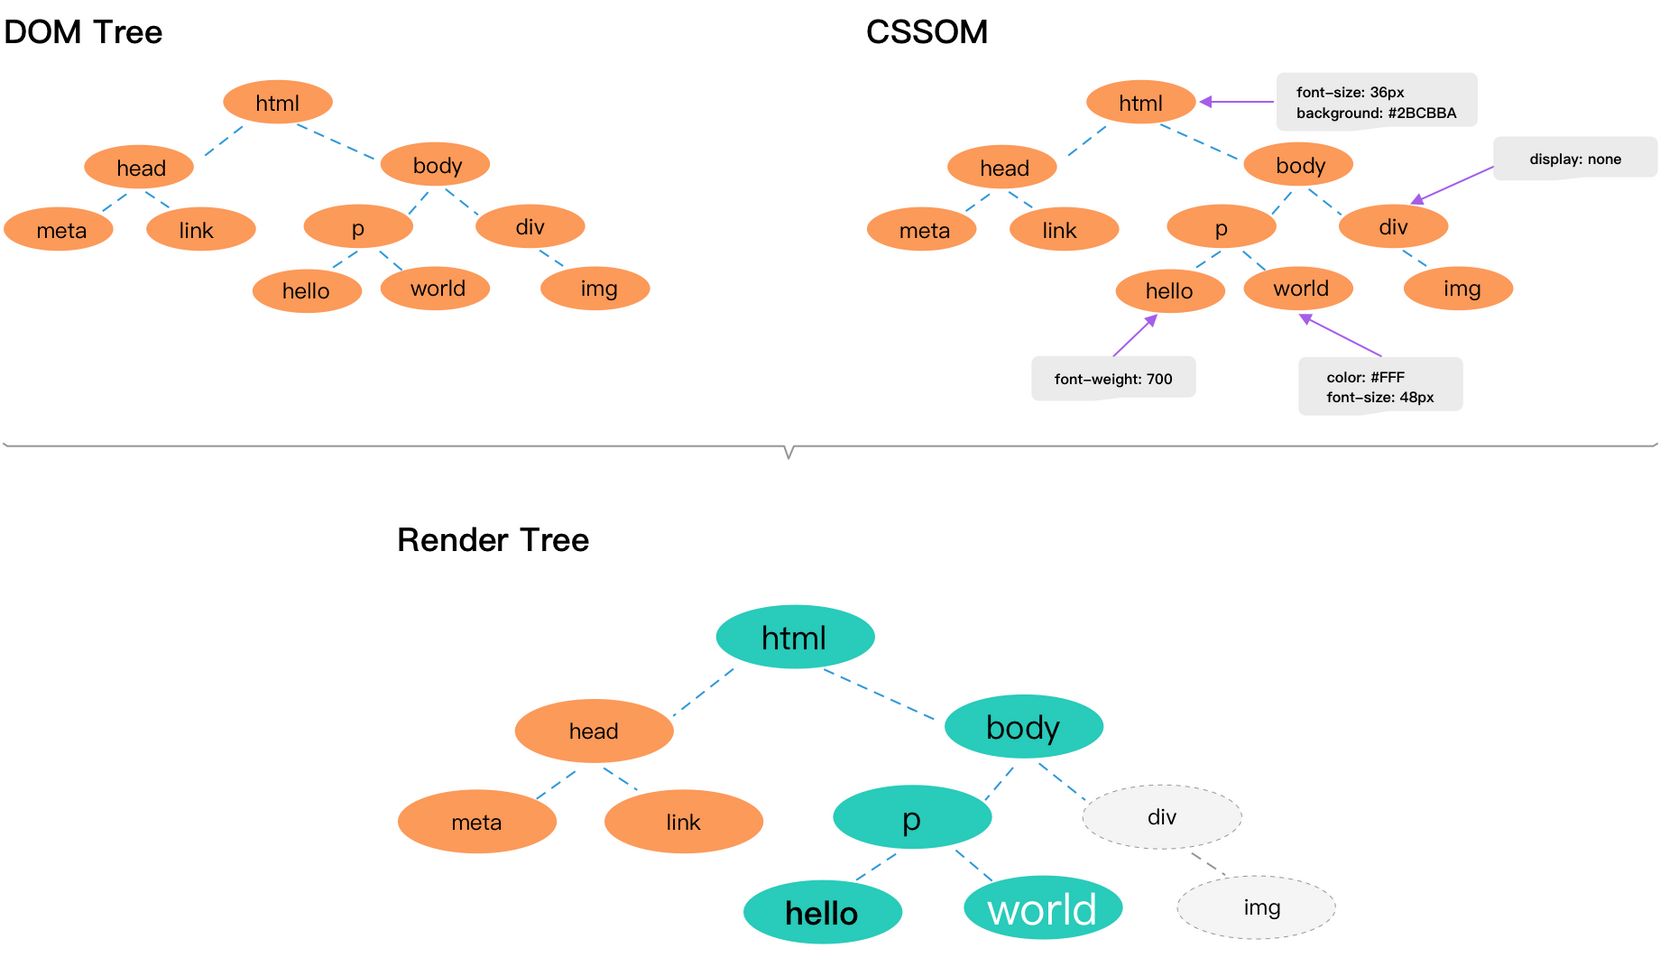 DOM Tree
CSSOM
html
head
body
meta
link
p
div
hello
world
img
html
font-size: 36px
background: #2BCBBA
head
body
display: none
meta
link
p
div
hello
world
img
font-weight: 700
color: #FFF
font-size: 48px
Render Tree
html
head
body
meta
link
p
div
hello
world
img